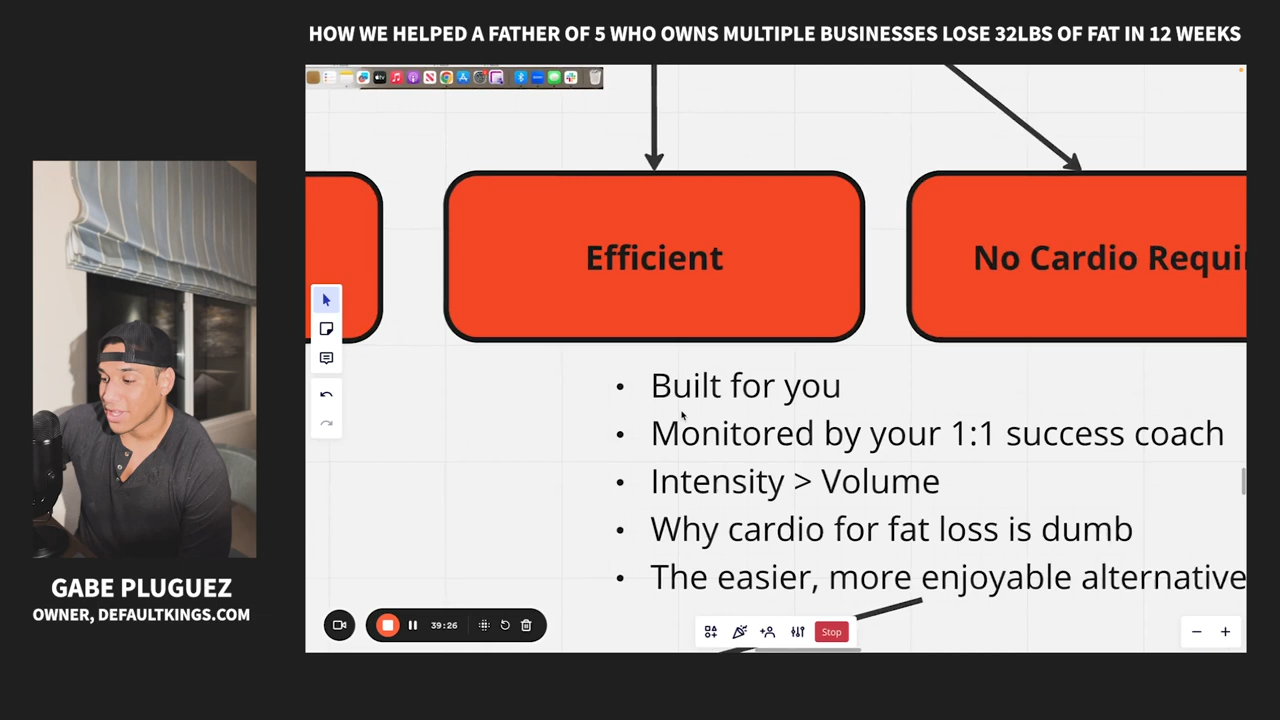 HOW WE HELPED A FATHER OF 5 WHO OWNS MULTIPLE BUSINESSES LOSE 32LBS OF FAT IN 12 WEEKS
Efficient
No Cardio Requi
• Built for you
• Monitored by your 1:1 success coach
• Intensity > Volume
• Why cardio for fat loss is dumb
• The easier, more enjoyable alternative
GABE PLUGUEZ
OWNER, DEFAULTKINGS.COM
39:26
Stop